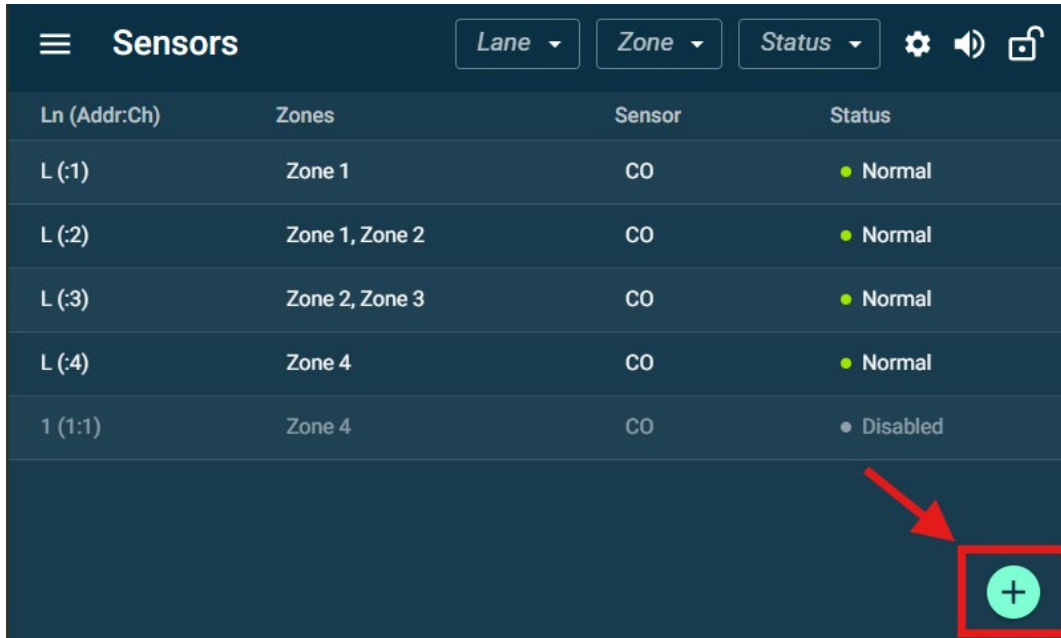 Sensors Lane Zone Status
Ln (Addr:Ch) Zones Sensor Status
L (:1) Zone 1 CO Normal
L (:2) Zone 1, Zone 2 CO Normal
L (:3) Zone 2, Zone 3 CO Normal
L (:4) Zone 4 CO Normal
1 (1:1) Zone 4 CO Disabled
+